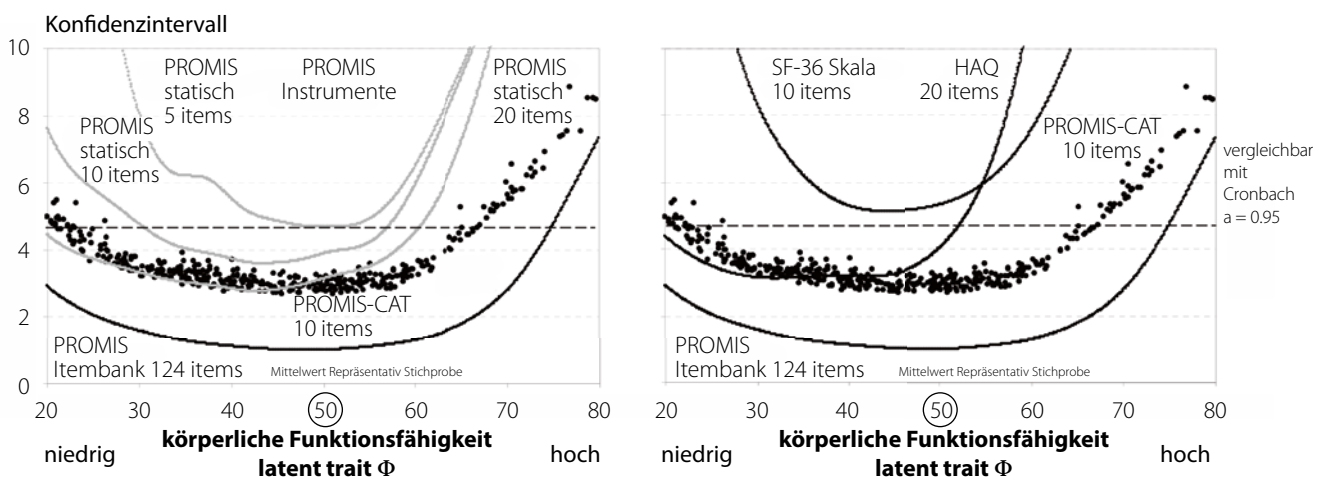 Konfidenzintervall
10
8
6
4
2
0
PROMIS
statisch
5 items
PROMIS
Instrumente
PROMIS
statisch
20 items
PROMIS
statisch
10 items
PROMIS-CAT
10 items
PROMIS
Itembank 124 items
Mittelwert Repräsentativ Stichprobe
20 30 40 50 60 70 80
niedrig
körperliche Funktionsfähigkeit
latent trait Φ
hoch
SF-36 Skala
10 items
HAQ
20 items
PROMIS-CAT
10 items
vergleichbar
mit
Cronbach
a = 0.95
PROMIS
Itembank 124 items
Mittelwert Repräsentativ Stichprobe
20 30 40 50 60 70 80
niedrig
körperliche Funktionsfähigkeit
latent trait Φ
hoch